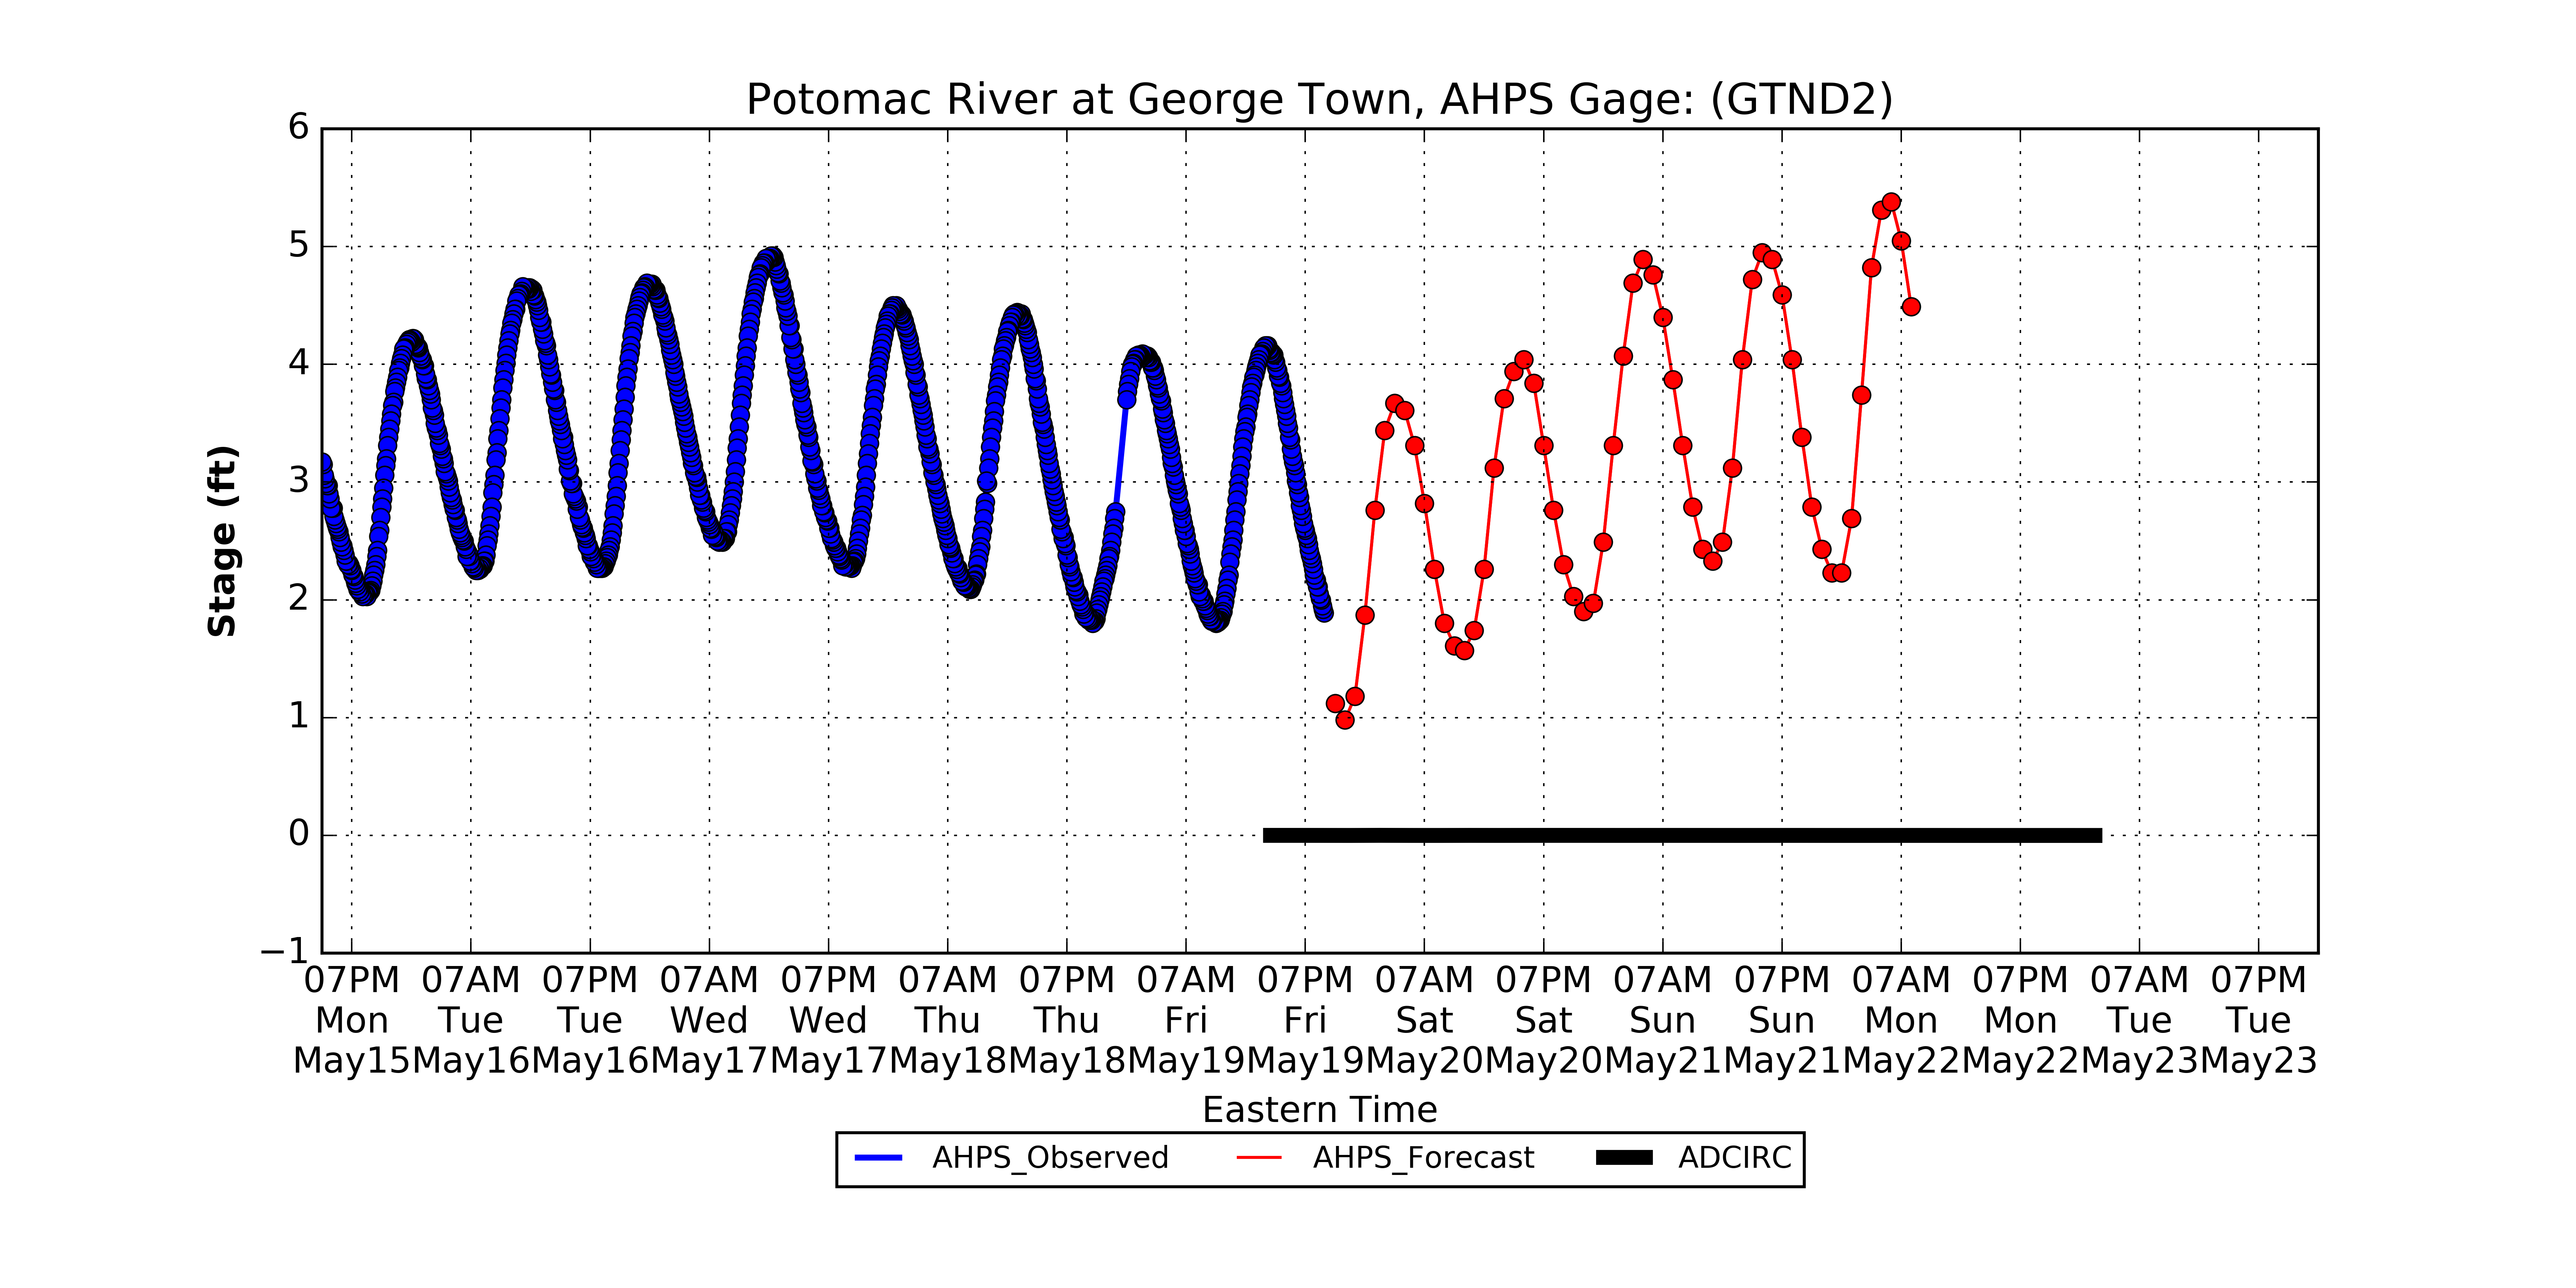 Potomac River at George Town, AHPS Gage: (GTND2)
6
5
4
3
2
1
0
−1
Stage (ft)
07PM 07AM 07PM 07AM 07PM 07AM 07PM 07AM 07PM 07AM 07PM 07AM 07PM 07AM 07PM 07AM 07PM
Mon Tue Tue Wed Wed Thu Thu Fri Fri Sat Sat Sun Sun Mon Mon Tue Tue
May15 May16 May16 May17 May17 May18 May18 May19 May19 May20 May20 May21 May21 May22 May22 May23 May23
Eastern Time
AHPS_Observed AHPS_Forecast ADCIRC